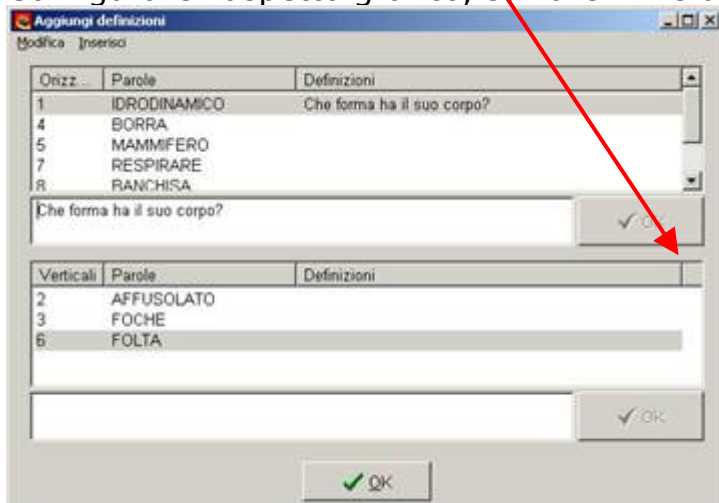 Aggiungi definizioni
Modifica Inserisci
Orizz... Parole Definizioni
1 IDRODINAMICO Che forma ha il suo corpo?
4 BORRA
5 MAMMIFERO
7 RESPIRARE
8 BANCHISA
Che forma ha il suo corpo?
OK
Verticali Parole Definizioni
2 AFFUSOLATO
3 FOCHE
6 FOLTA
OK
OK